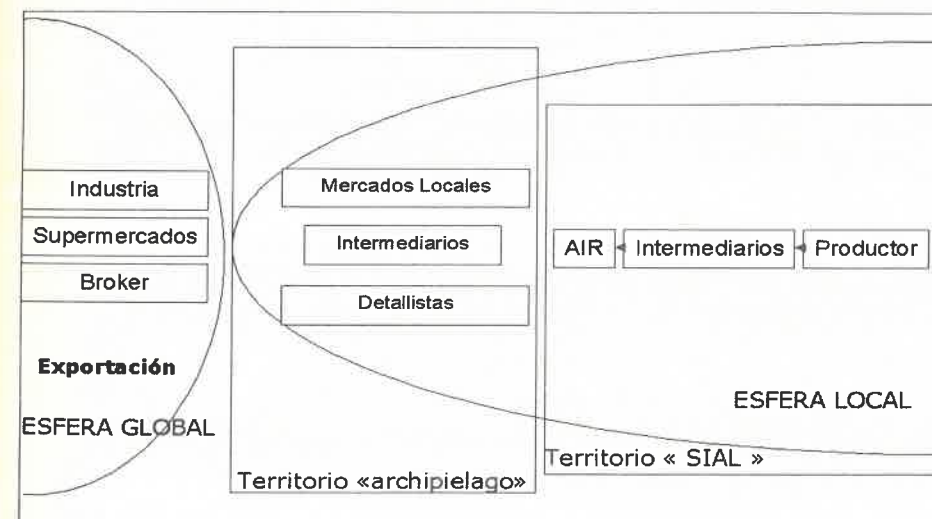 Industria
Supermercados
Broker
Exportación
ESFERA GLOBAL
Mercados Locales
Intermediarios
Detallistas
Territorio «archipielago»
AIR
Intermediarios
Productor
ESFERA LOCAL
Territorio « SIAL »